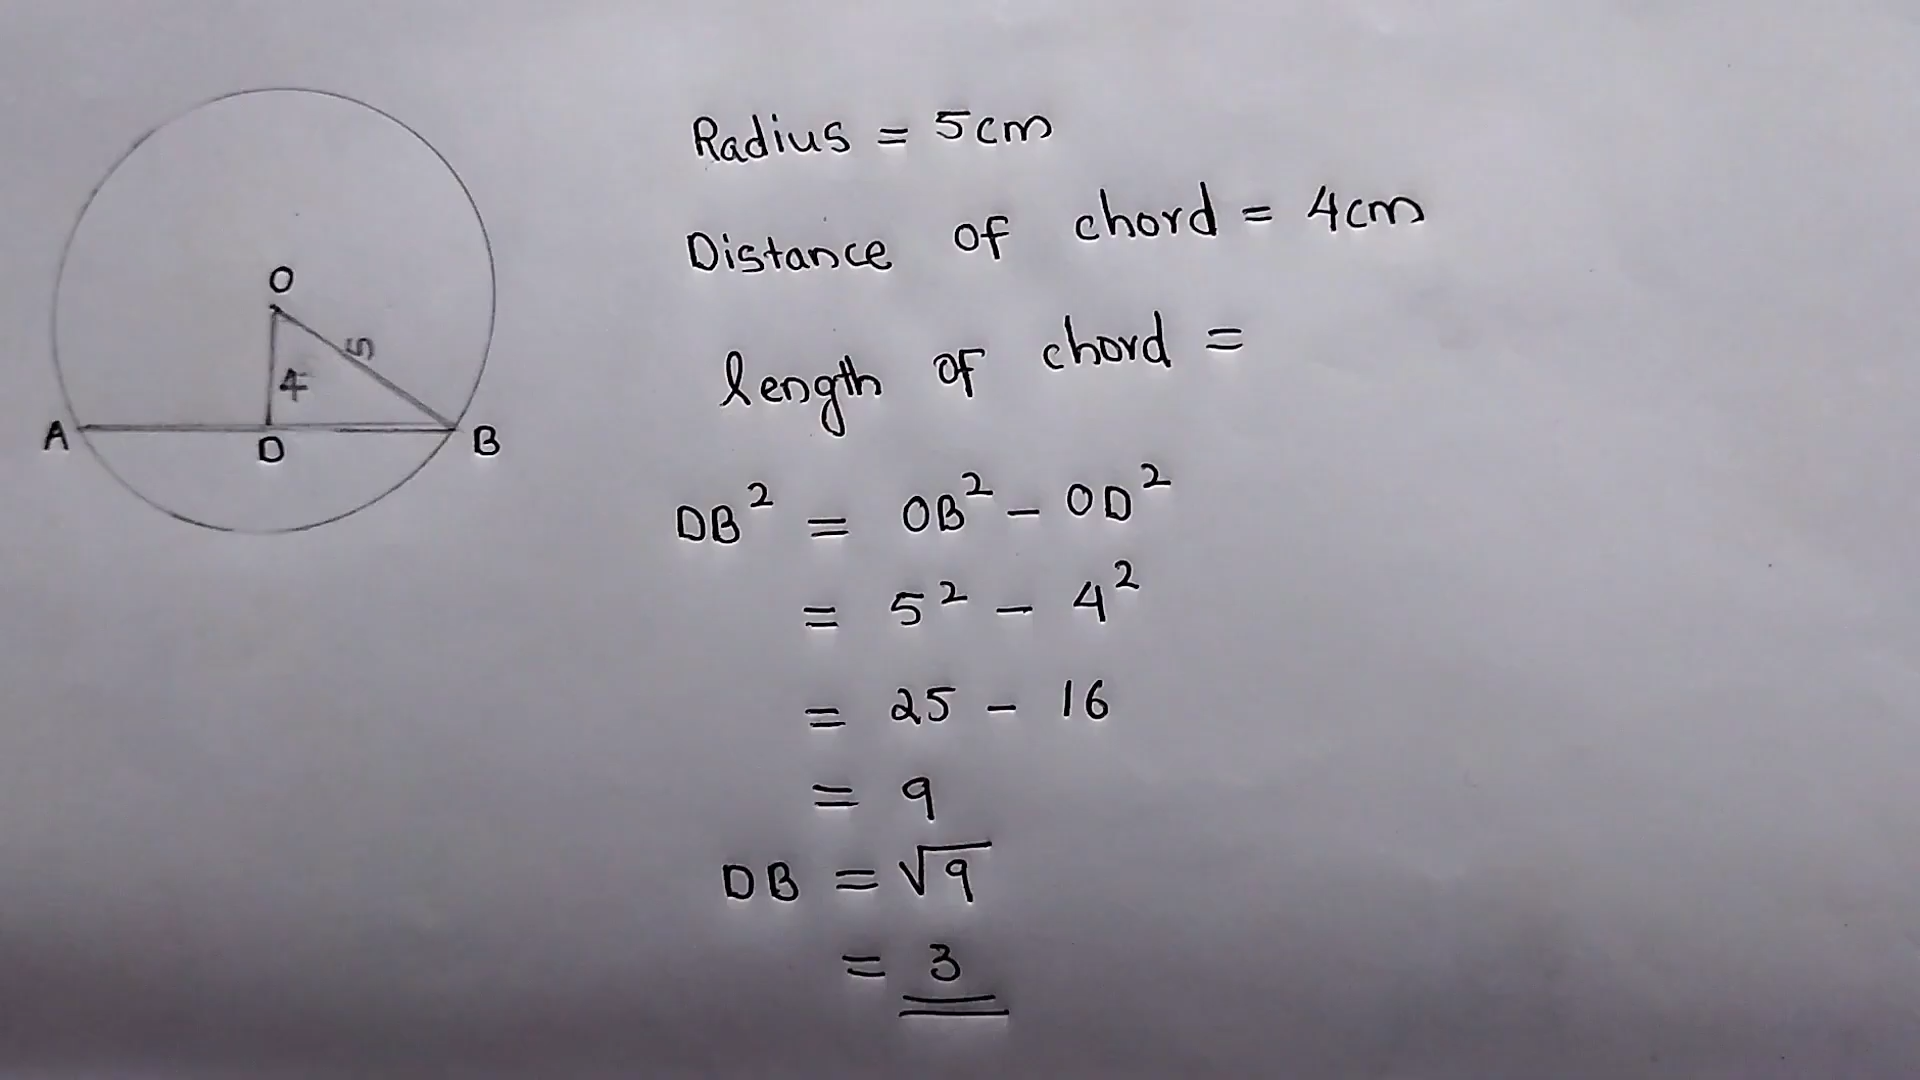 O
5
4
A
D
B
Radius = 5cm
Distance of chord = 4cm
length of chord =
DB² = OB² - OD²
= 5² - 4²
= 25 - 16
= 9
DB = √9
= 3